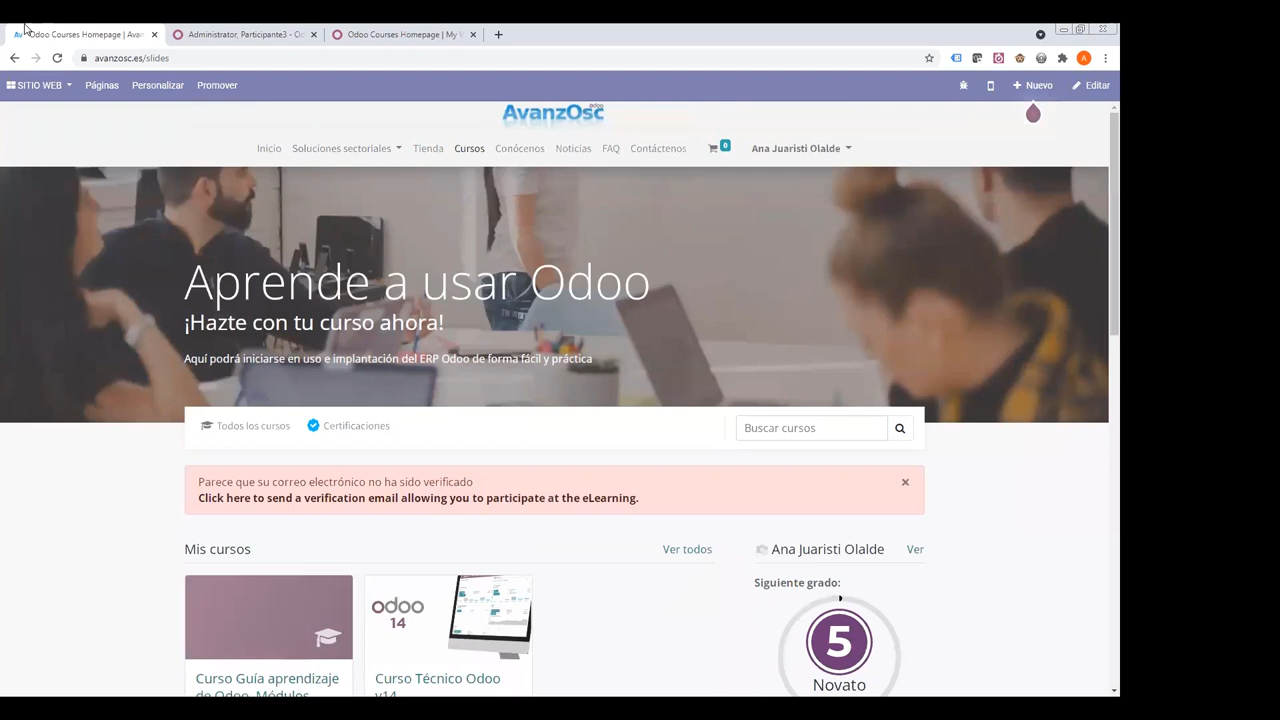 Odoo Courses Homepage | Avan
Administrator, Participante3 - Od
Odoo Courses Homepage | My W
avanzosc.es/slides
A
SITIO WEB
Páginas
Personalizar
Promover
Nuevo
Editar
AvanzOsc
odoo
Inicio
Soluciones sectoriales
Tienda
Cursos
Conócenos
Noticias
FAQ
Contáctenos
0
Ana Juaristi Olalde
Aprende a usar Odoo
¡Hazte con tu curso ahora!
Aquí podrá iniciarse en uso e implantación del ERP Odoo de forma fácil y práctica
Todos los cursos
Certificaciones
Buscar cursos
Parece que su correo electrónico no ha sido verificado
Click here to send a verification email allowing you to participate at the eLearning.
Mis cursos
Ver todos
Ana Juaristi Olalde
Ver
Siguiente grado:
odoo
14
5
Novato
Curso Guía aprendizaje
de Odoo. Módulos
Curso Técnico Odoo
v14